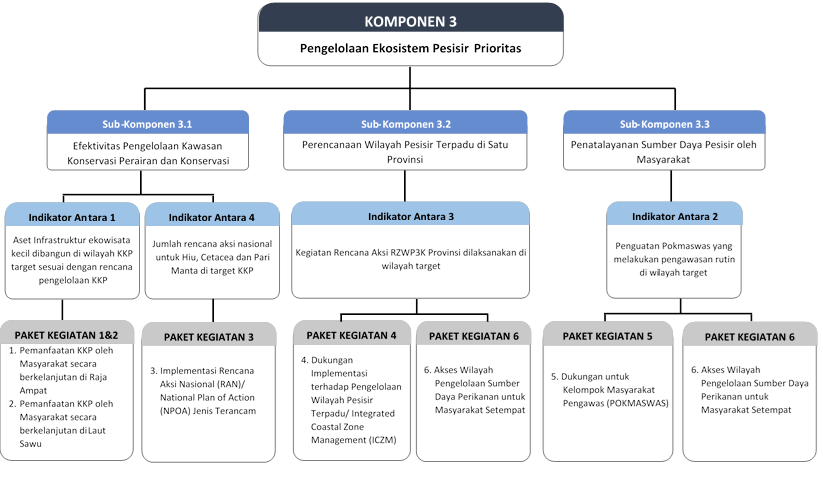 KOMPONEN 3
Pengelolaan Ekosistem Pesisir Prioritas
Sub-Komponen 3.1
Efektivitas Pengelolaan Kawasan
Konservasi Perairan dan Konservasi
Sub-Komponen 3.2
Perencanaan Wilayah Pesisir Terpadu di Satu
Provinsi
Sub-Komponen 3.3
Penatalayanan Sumber Daya Pesisir oleh
Masyarakat
Indikator Antara 1
Aset Infrastruktur ekowisata
kecil dibangun di wilayah KKP
target sesuai dengan rencana
pengelolaan KKP
Indikator Antara 4
Jumlah rencana aksi nasional
untuk Hiu, Cetacea dan Pari
Manta di target KKP
Indikator Antara 3
Kegiatan Rencana Aksi RZWP3K Provinsi dilaksanakan di
wilayah target
Indikator Antara 2
Penguatan Pokmaswas yang
melakukan pengawasan rutin
di wilayah target
PAKET KEGIATAN 1&2
1. Pemanfaatan KKP oleh
Masyarakat secara
berkelanjutan di Raja
Ampat
2. Pemanfaatan KKP oleh
Masyarakat secara
berkelanjutan di Laut
Sawu
PAKET KEGIATAN 3
3. Implementasi Rencana
Aksi Nasional (RAN)/
National Plan of Action
(NPOA) Jenis Terancam
PAKET KEGIATAN 4
4. Dukungan
Implementasi
terhadap Pengelolaan
Wilayah Pesisir
Terpadu/ Integrated
Coastal Zone
Management (ICZM)
PAKET KEGIATAN 6
6. Akses Wilayah
Pengelolaan Sumber
Daya Perikanan untuk
Masyarakat Setempat
PAKET KEGIATAN 5
5. Dukungan untuk
Kelompok Masyarakat
Pengawas (POKMASWAS)
PAKET KEGIATAN 6
6. Akses Wilayah
Pengelolaan Sumber Daya
Perikanan untuk
Masyarakat Setempat